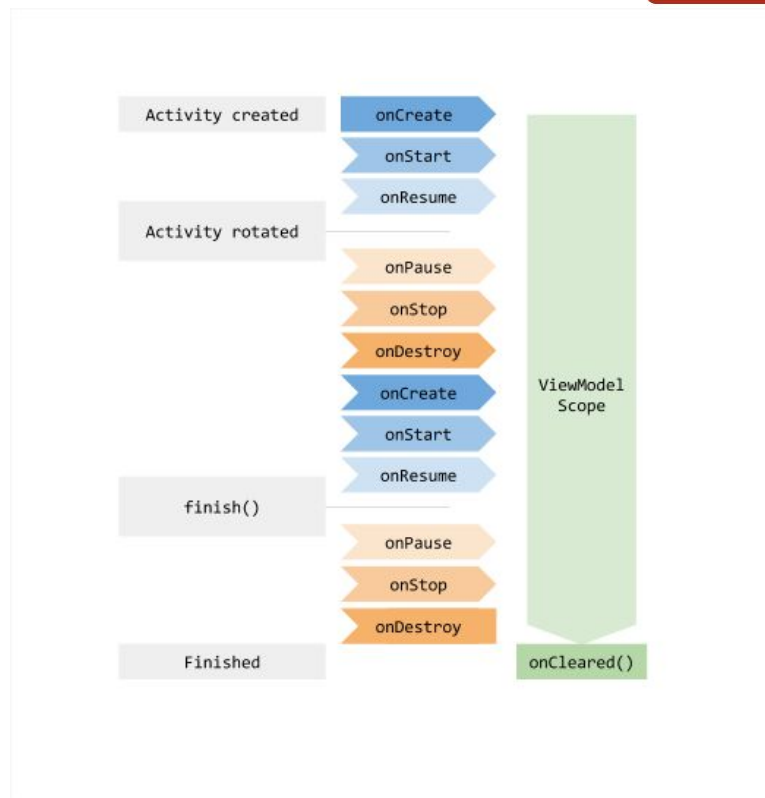 Activity created
onCreate
onStart
onResume
Activity rotated
onPause
onStop
onDestroy
onCreate
onStart
onResume
finish()
onPause
onStop
onDestroy
Finished
ViewModel
Scope
onCleared()